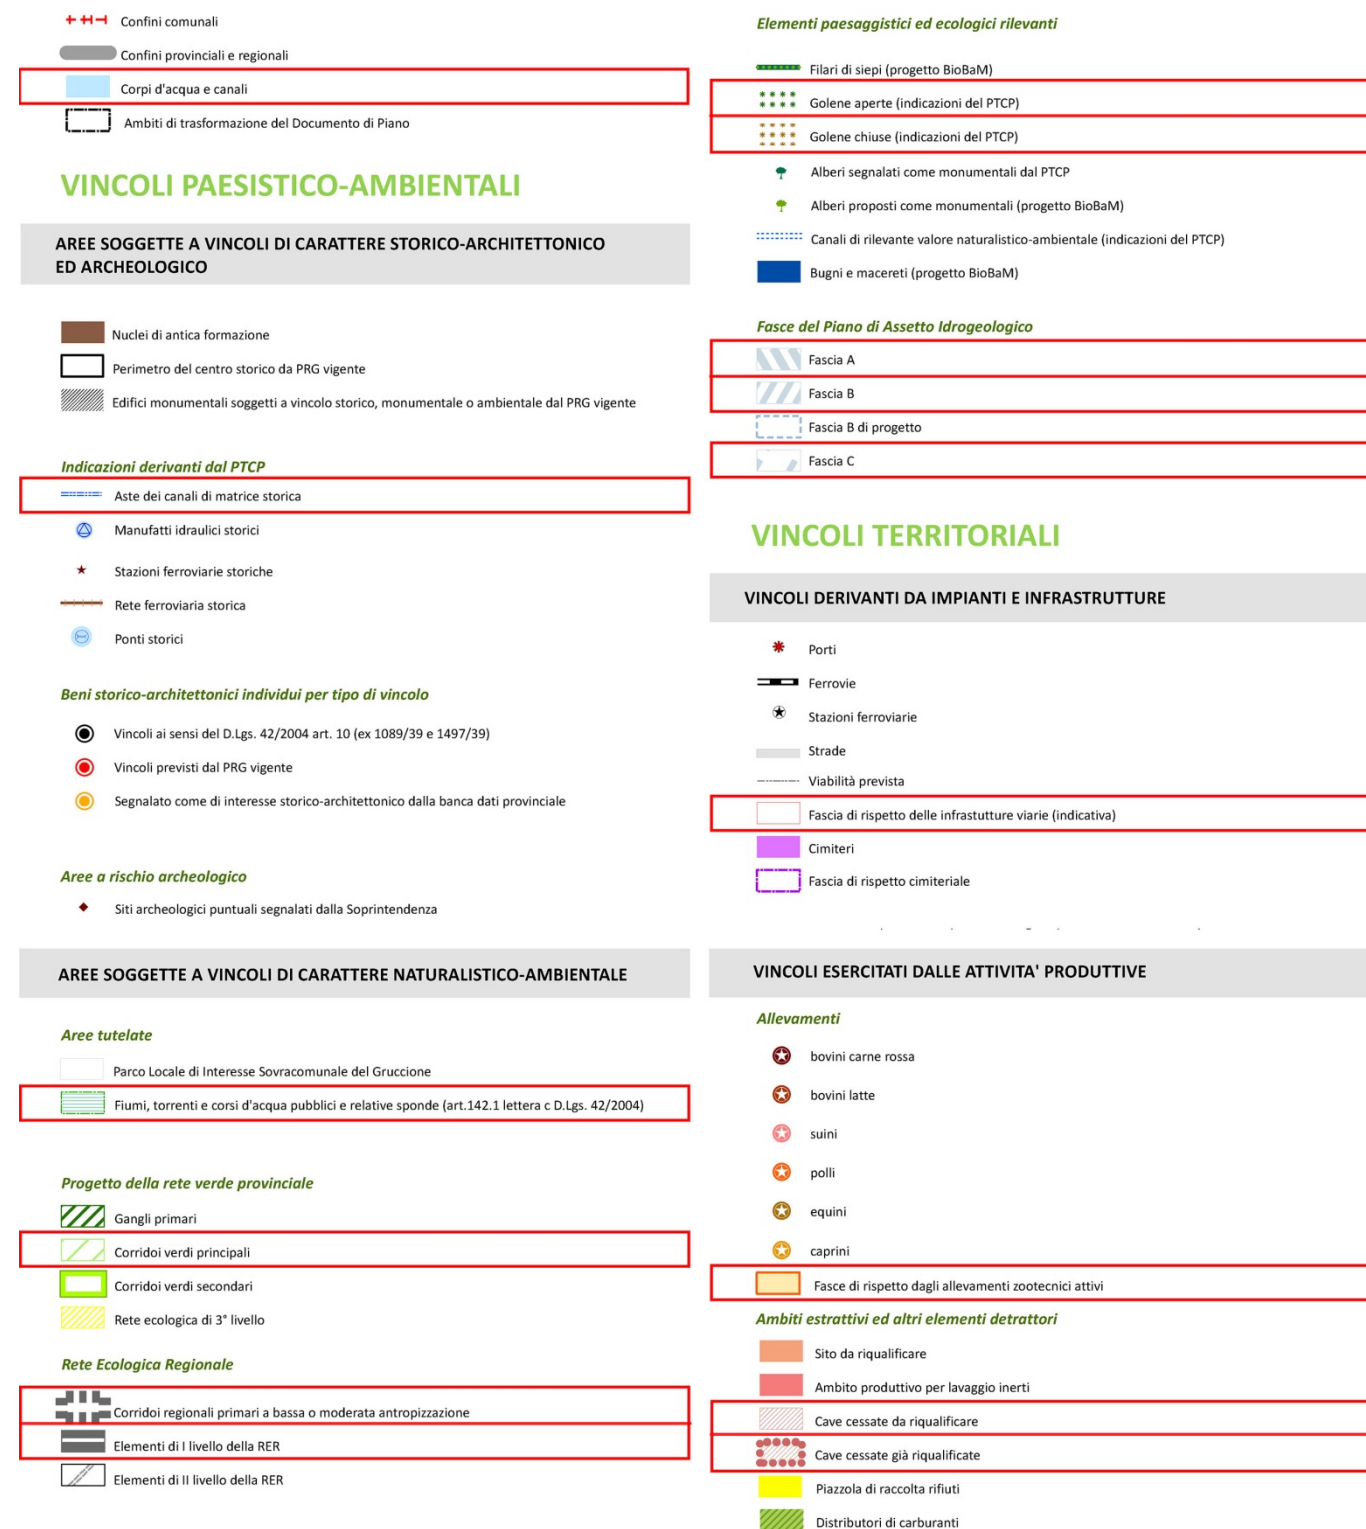 Confini comunali
Confini provinciali e regionali
Corpi d'acqua e canali
Ambiti di trasformazione del Documento di Piano
VINCOLI PAESISTICO-AMBIENTALI
AREE SOGGETTE A VINCOLI DI CARATTERE STORICO-ARCHITETTONICO
ED ARCHEOLOGICO
Nuclei di antica formazione
Perimetro del centro storico da PRG vigente
Edifici monumentali soggetti a vincolo storico, monumentale o ambientale dal PRG vigente
Indicazioni derivanti dal PTCP
Aste dei canali di matrice storica
Manufatti idraulici storici
Stazioni ferroviarie storiche
Rete ferroviaria storica
Ponti storici
Beni storico-architettonici individui per tipo di vincolo
Vincoli ai sensi del D.Lgs. 42/2004 art. 10 (ex 1089/39 e 1497/39)
Vincoli previsti dal PRG vigente
Segnalato come di interesse storico-architettonico dalla banca dati provinciale
Aree a rischio archeologico
Siti archeologici puntuali segnalati dalla Soprintendenza
AREE SOGGETTE A VINCOLI DI CARATTERE NATURALISTICO-AMBIENTALE
Aree tutelate
Parco Locale di Interesse Sovracomunale del Gruccione
Fiumi, torrenti e corsi d'acqua pubblici e relative sponde (art.142.1 lettera c D.Lgs. 42/2004)
Progetto della rete verde provinciale
Gangli primari
Corridoi verdi principali
Corridoi verdi secondari
Rete ecologica di 3° livello
Rete Ecologica Regionale
Corridoi regionali primari a bassa o moderata antropizzazione
Elementi di I livello della RER
Elementi di II livello della RER
Elementi paesaggistici ed ecologici rilevanti
Filari di siepi (progetto BioBaM)
Golene aperte (indicazioni del PTCP)
Golene chiuse (indicazioni del PTCP)
Alberi segnalati come monumentali dal PTCP
Alberi proposti come monumentali (progetto BioBaM)
Canali di rilevante valore naturalistico-ambientale (indicazioni del PTCP)
Bugni e macereti (progetto BioBaM)
Fasce del Piano di Assetto Idrogeologico
Fascia A
Fascia B
Fascia B di progetto
Fascia C
VINCOLI TERRITORIALI
VINCOLI DERIVANTI DA IMPIANTI E INFRASTRUTTURE
Porti
Ferrovie
Stazioni ferroviarie
Strade
Viabilità prevista
Fascia di rispetto delle infrastutture viarie (indicativa)
Cimiteri
Fascia di rispetto cimiteriale
VINCOLI ESERCITATI DALLE ATTIVITA' PRODUTTIVE
Allevamenti
bovini carne rossa
bovini latte
suini
polli
equini
caprini
Fasce di rispetto dagli allevamenti zootecnici attivi
Ambiti estrattivi ed altri elementi detrattori
Sito da riqualificare
Ambito produttivo per lavaggio inerti
Cave cessate da riqualificare
Cave cessate già riqualificate
Piazzola di raccolta rifiuti
Distributori di carburanti